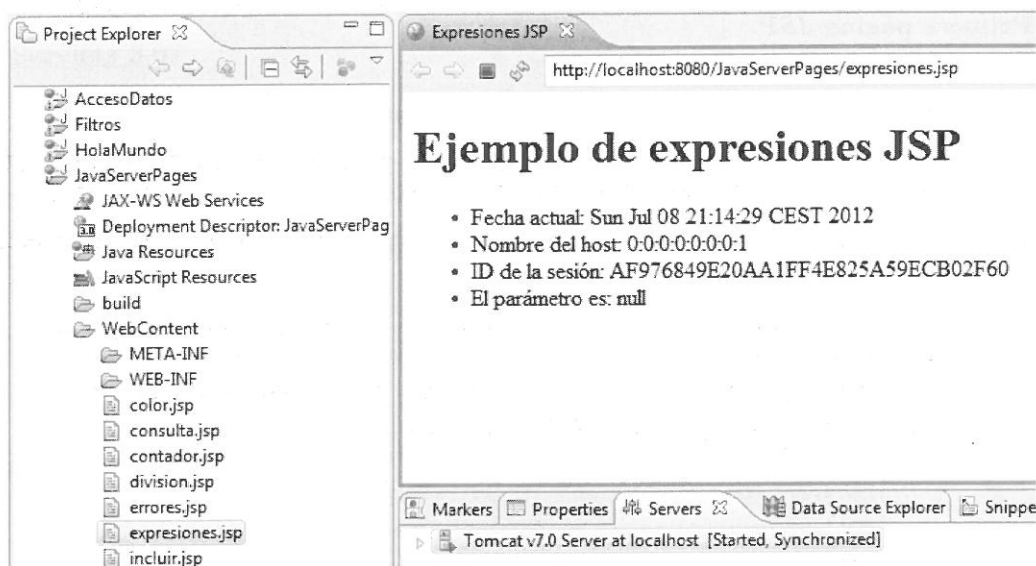 Project Explorer
AccesoDatos
Filtros
HolaMundo
JavaServerPages
JAX-WS Web Services
Deployment Descriptor: JavaServerPag
Java Resources
JavaScript Resources
build
WebContent
META-INF
WEB-INF
color.jsp
consulta.jsp
contador.jsp
division.jsp
errores.jsp
expresiones.jsp
incluir.jsp
Expresiones JSP
http://localhost:8080/JavaServerPages/expresiones.jsp
Ejemplo de expresiones JSP
• Fecha actual: Sun Jul 08 21:14:29 CEST 2012
• Nombre del host: 0:0:0:0:0:0:0:1
• ID de la sesión: AF976849E20AA1FF4E825A59ECB02F60
• El parámetro es: null
Markers Properties Servers Data Source Explorer Snippe
Tomcat v7.0 Server at localhost [Started, Synchronized]